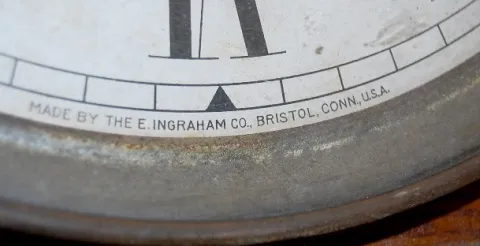 MADE BY THE E. INGRAHAM CO., BRISTOL, CONN., U.S.A.